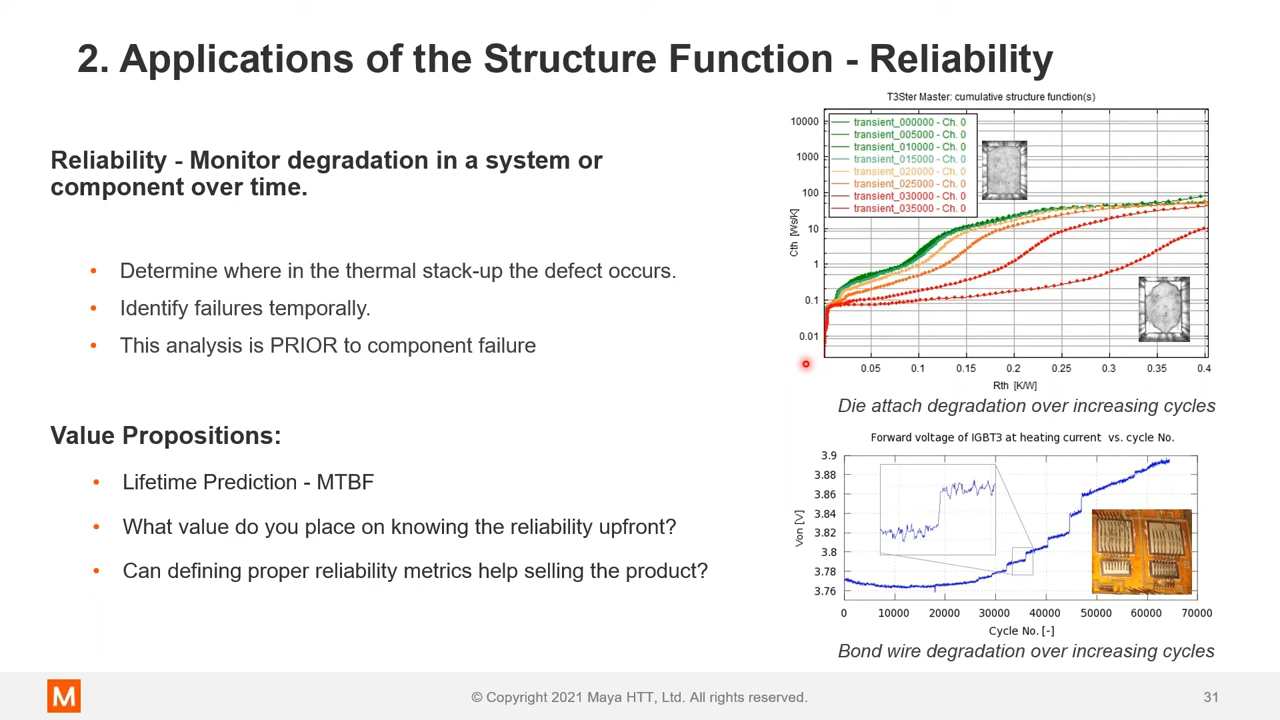 2. Applications of the Structure Function - Reliability
Reliability - Monitor degradation in a system or
component over time.
• Determine where in the thermal stack-up the defect occurs.
• Identify failures temporally.
• This analysis is PRIOR to component failure
Value Propositions:
• Lifetime Prediction - MTBF
• What value do you place on knowing the reliability upfront?
• Can defining proper reliability metrics help selling the product?
T3Ster Master: cumulative structure function(s)
transient_000000 - Ch. 0
transient_005000 - Ch. 0
transient_010000 - Ch. 0
transient_015000 - Ch. 0
transient_020000 - Ch. 0
transient_025000 - Ch. 0
transient_030000 - Ch. 0
transient_035000 - Ch. 0
10000
1000
100
10
1
0.1
0.01
Cth [Ws/K]
0.05 0.1 0.15 0.2 0.25 0.3 0.35 0.4
Rth [K/W]
Die attach degradation over increasing cycles
Forward voltage of IGBT3 at heating current vs. cycle No.
3.9
3.88
3.86
3.84
3.82
3.8
3.78
3.76
Von [V]
0 10000 20000 30000 40000 50000 60000 70000
Cycle No. [-]
Bond wire degradation over increasing cycles
M
© Copyright 2021 Maya HTT, Ltd. All rights reserved.
31